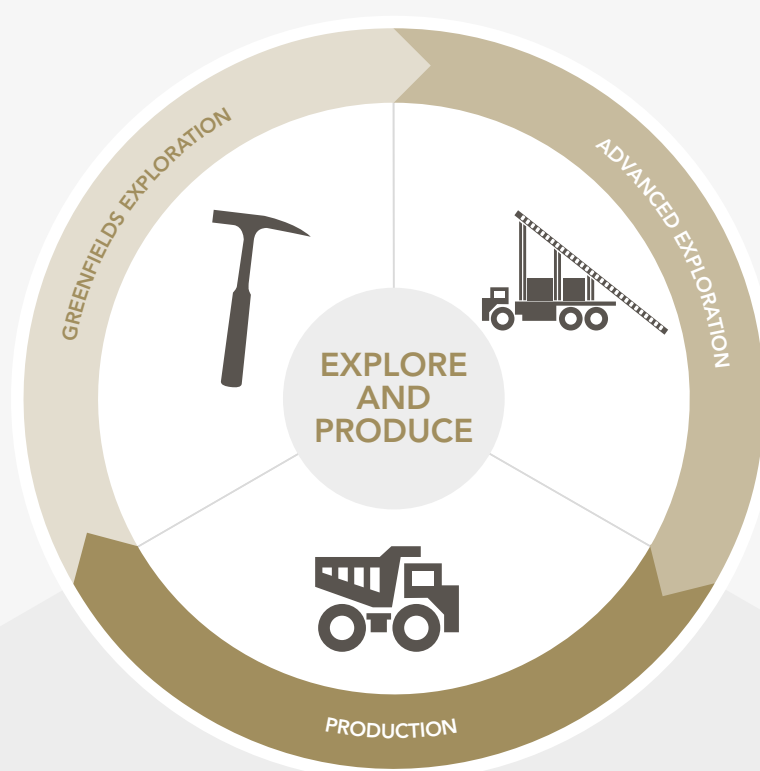 GREENFIELDS EXPLORATION
ADVANCED EXPLORATION
EXPLORE
AND
PRODUCE
PRODUCTION